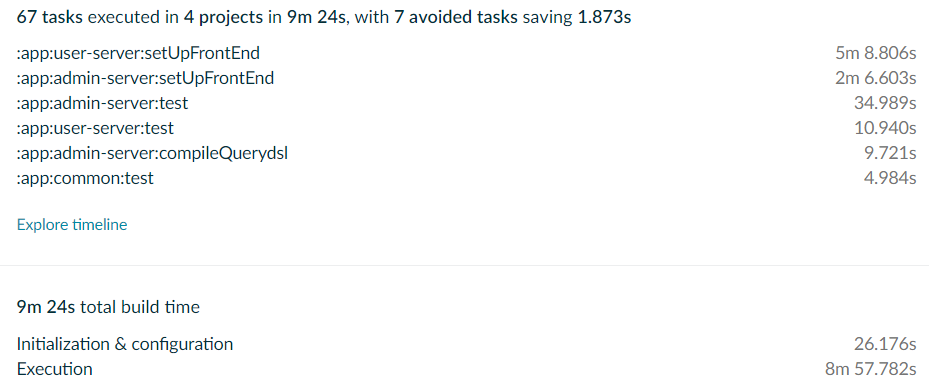 67 tasks executed in 4 projects in 9m 24s, with 7 avoided tasks saving 1.873s
:app:user-server:setUpFrontEnd 5m 8.806s
:app:admin-server:setUpFrontEnd 2m 6.603s
:app:admin-server:test 34.989s
:app:user-server:test 10.940s
:app:admin-server:compileQuerydsl 9.721s
:app:common:test 4.984s
Explore timeline
9m 24s total build time
Initialization & configuration 26.176s
Execution 8m 57.782s